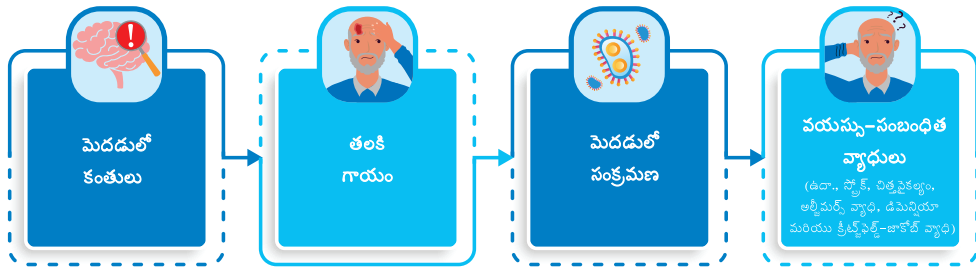 మెదడులో
కంతులు
తలకి
గాయం
మెదడులో
సంక్రమణ
వయస్సు-సంబంధిత
వ్యాధులు
(ఉదా., స్ట్రోక్, చిత్తవైకల్యం,
అల్జీమర్స్ వ్యాధి, డిమెన్షియా
మరియు క్రీట్జ్‌ఫెల్డ్-జాకోబ్ వ్యాధి)